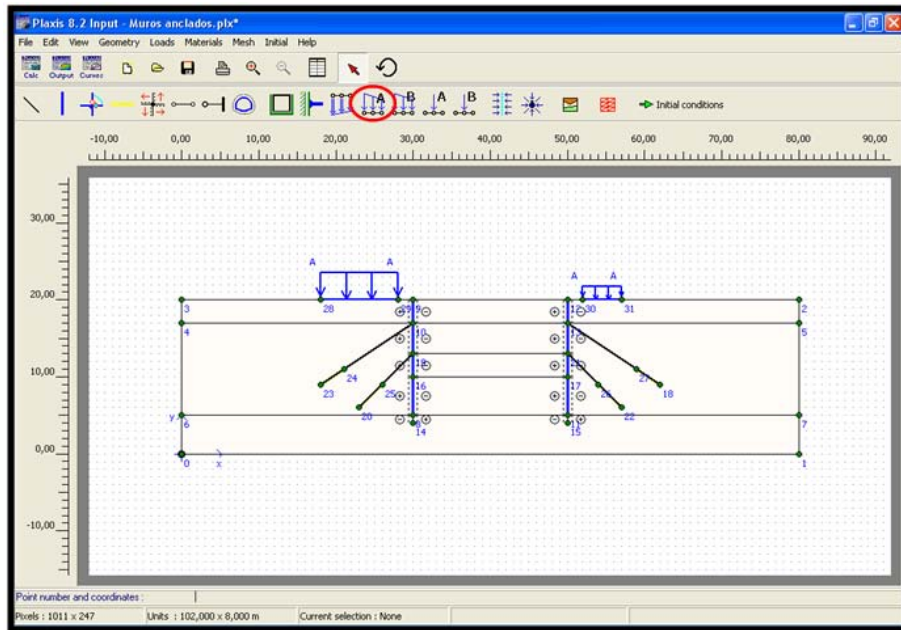 Plaxis 8.2 Input - Muros anclados.plx*
File Edit View Geometry Loads Materials Mesh Initial Help
Calc Output Curves
A B A B Initial conditions
-10,00 0,00 10,00 20,00 30,00 40,00 50,00 60,00 70,00 80,00 90,00
30,00
A A A A
20,00
3 28 29 9 12 30 31 2
4 10 5
10,00
24 27
23 25 16 17 18
20 22
y 6 7
14 15
0,00
0 x 1
-10,00
Point number and coordinates :
Pixels : 1011 x 247 Units : 102,000 x 8,000 m Current selection : None